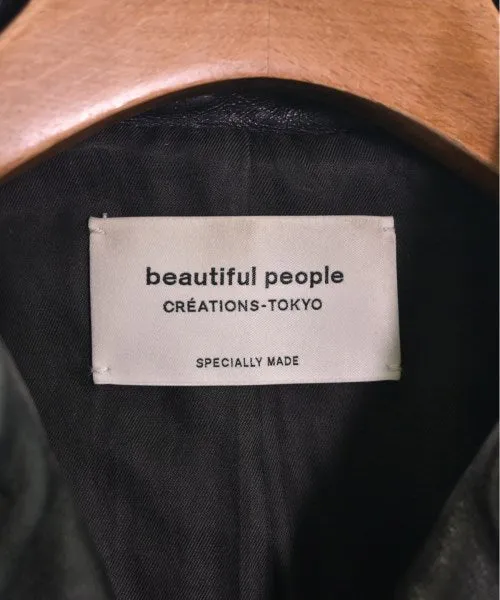 beautiful people
CRÉATIONS-TOKYO
SPECIALLY MADE